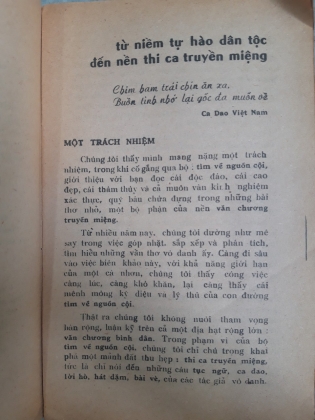 từ niềm tự hào dân tộc
đến nền thi ca truyền miệng
Chim ham trái chín ăn xa,
Buồn tình nhớ lại gốc đa muốn về
Ca Dao Việt Nam
MỘT TRÁCH NHIỆM
Chúng tôi thấy mình mang nặng một trách
nhiệm, trong khi cố gắng qua bộ : tìm về nguồn cội,
giới thiệu với bạn đọc cái độc đáo, cái cao
đẹp, cái thâm thúy và cả muôn vàn kinh nghiệm
xác thực, quý báu chứa đựng trong những bài
thơ nhỏ, một bộ phận của nền văn chương
truyền miệng.
Từ nhiều năm nay, chúng tôi dường như mê
say trong việc góp nhặt, sắp xếp và phân tích,
tìm hiểu những vần thơ vô danh ấy. Càng đi sâu
vào việc biên khảo này, với khả năng giới hạn
của một cá nhơn, chúng tôi thấy công việc
càng lúc, càng khó khăn, lại càng thấy cái
mênh mông kỳ diệu và lý thú của con đường
tìm về nguồn cội.
Thật ra chúng tôi không nuôi tham vọng
bàn rộng, luận kỹ trên cả một địa hạt rộng lớn :
văn chương bình dân. Trong phạm vi của bộ
tìm về nguồn cội, chúng tôi chỉ chú trọng khai
phá một mảnh đất thu hẹp : thi ca truyền miệng,
tức là chỉ nói đến những câu tục ngữ, ca dao,
lời hò, hát dặm, bài vè, của các tác giả vô danh.